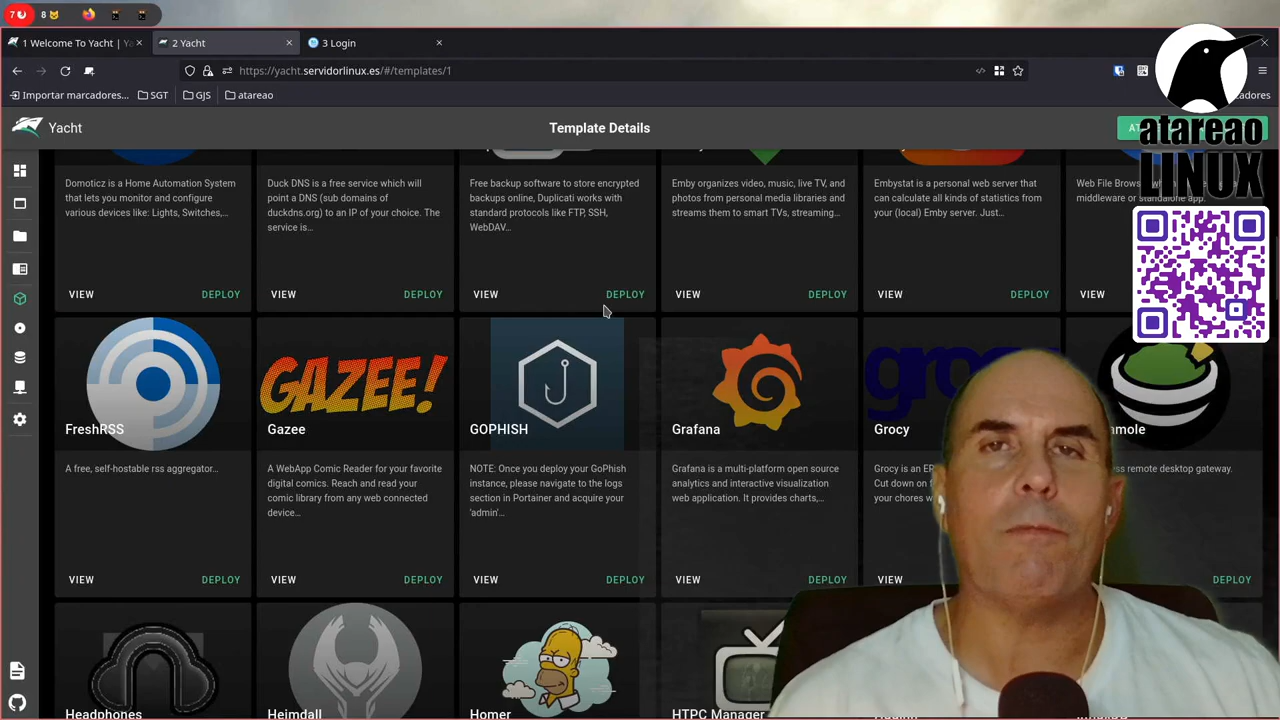 7
8
1 Welcome To Yacht | Ya
2 Yacht
3 Login
https://yacht.servidorlinux.es/#/templates/1
Importar marcadores...
SGT
GJS
atareao
cadores
Yacht
Template Details
AT
atareao
LINUX
Domoticz is a Home Automation System
that lets you monitor and configure
various devices like: Lights, Switches,...
Duck DNS is a free service which will
point a DNS (sub domains of
duckdns.org) to an IP of your choice. The
service is...
Free backup software to store encrypted
backups online, Duplicati works with
standard protocols like FTP, SSH,
WebDAV...
Emby organizes video, music, live TV, and
photos from personal media libraries and
streams them to smart TVs, streaming...
Embystat is a personal web server that
can calculate all kinds of statistics from
your (local) Emby server. Just...
Web File Brows
middleware or standalone app.
VIEW DEPLOY
VIEW DEPLOY
VIEW DEPLOY
VIEW DEPLOY
VIEW DEPLOY
VIEW
FreshRSS
GAZEE!
Gazee
GOPHISH
Grafana
grocy
Grocy
mole
A free, self-hostable rss aggregator...
A WebApp Comic Reader for your favorite
digital comics. Reach and read your
comic library from any web connected
device...
NOTE: Once you deploy your GoPhish
instance, please navigate to the logs
section in Portainer and acquire your
'admin'...
Grafana is a multi-platform open source
analytics and interactive visualization
web application. It provides charts,...
Grocy is an ER
Cut down on f
your chores w
ess remote desktop gateway.
VIEW DEPLOY
VIEW DEPLOY
VIEW DEPLOY
VIEW DEPLOY
VIEW
DEPLOY
Headphones
Heimdall
Homer
HTPC Manager